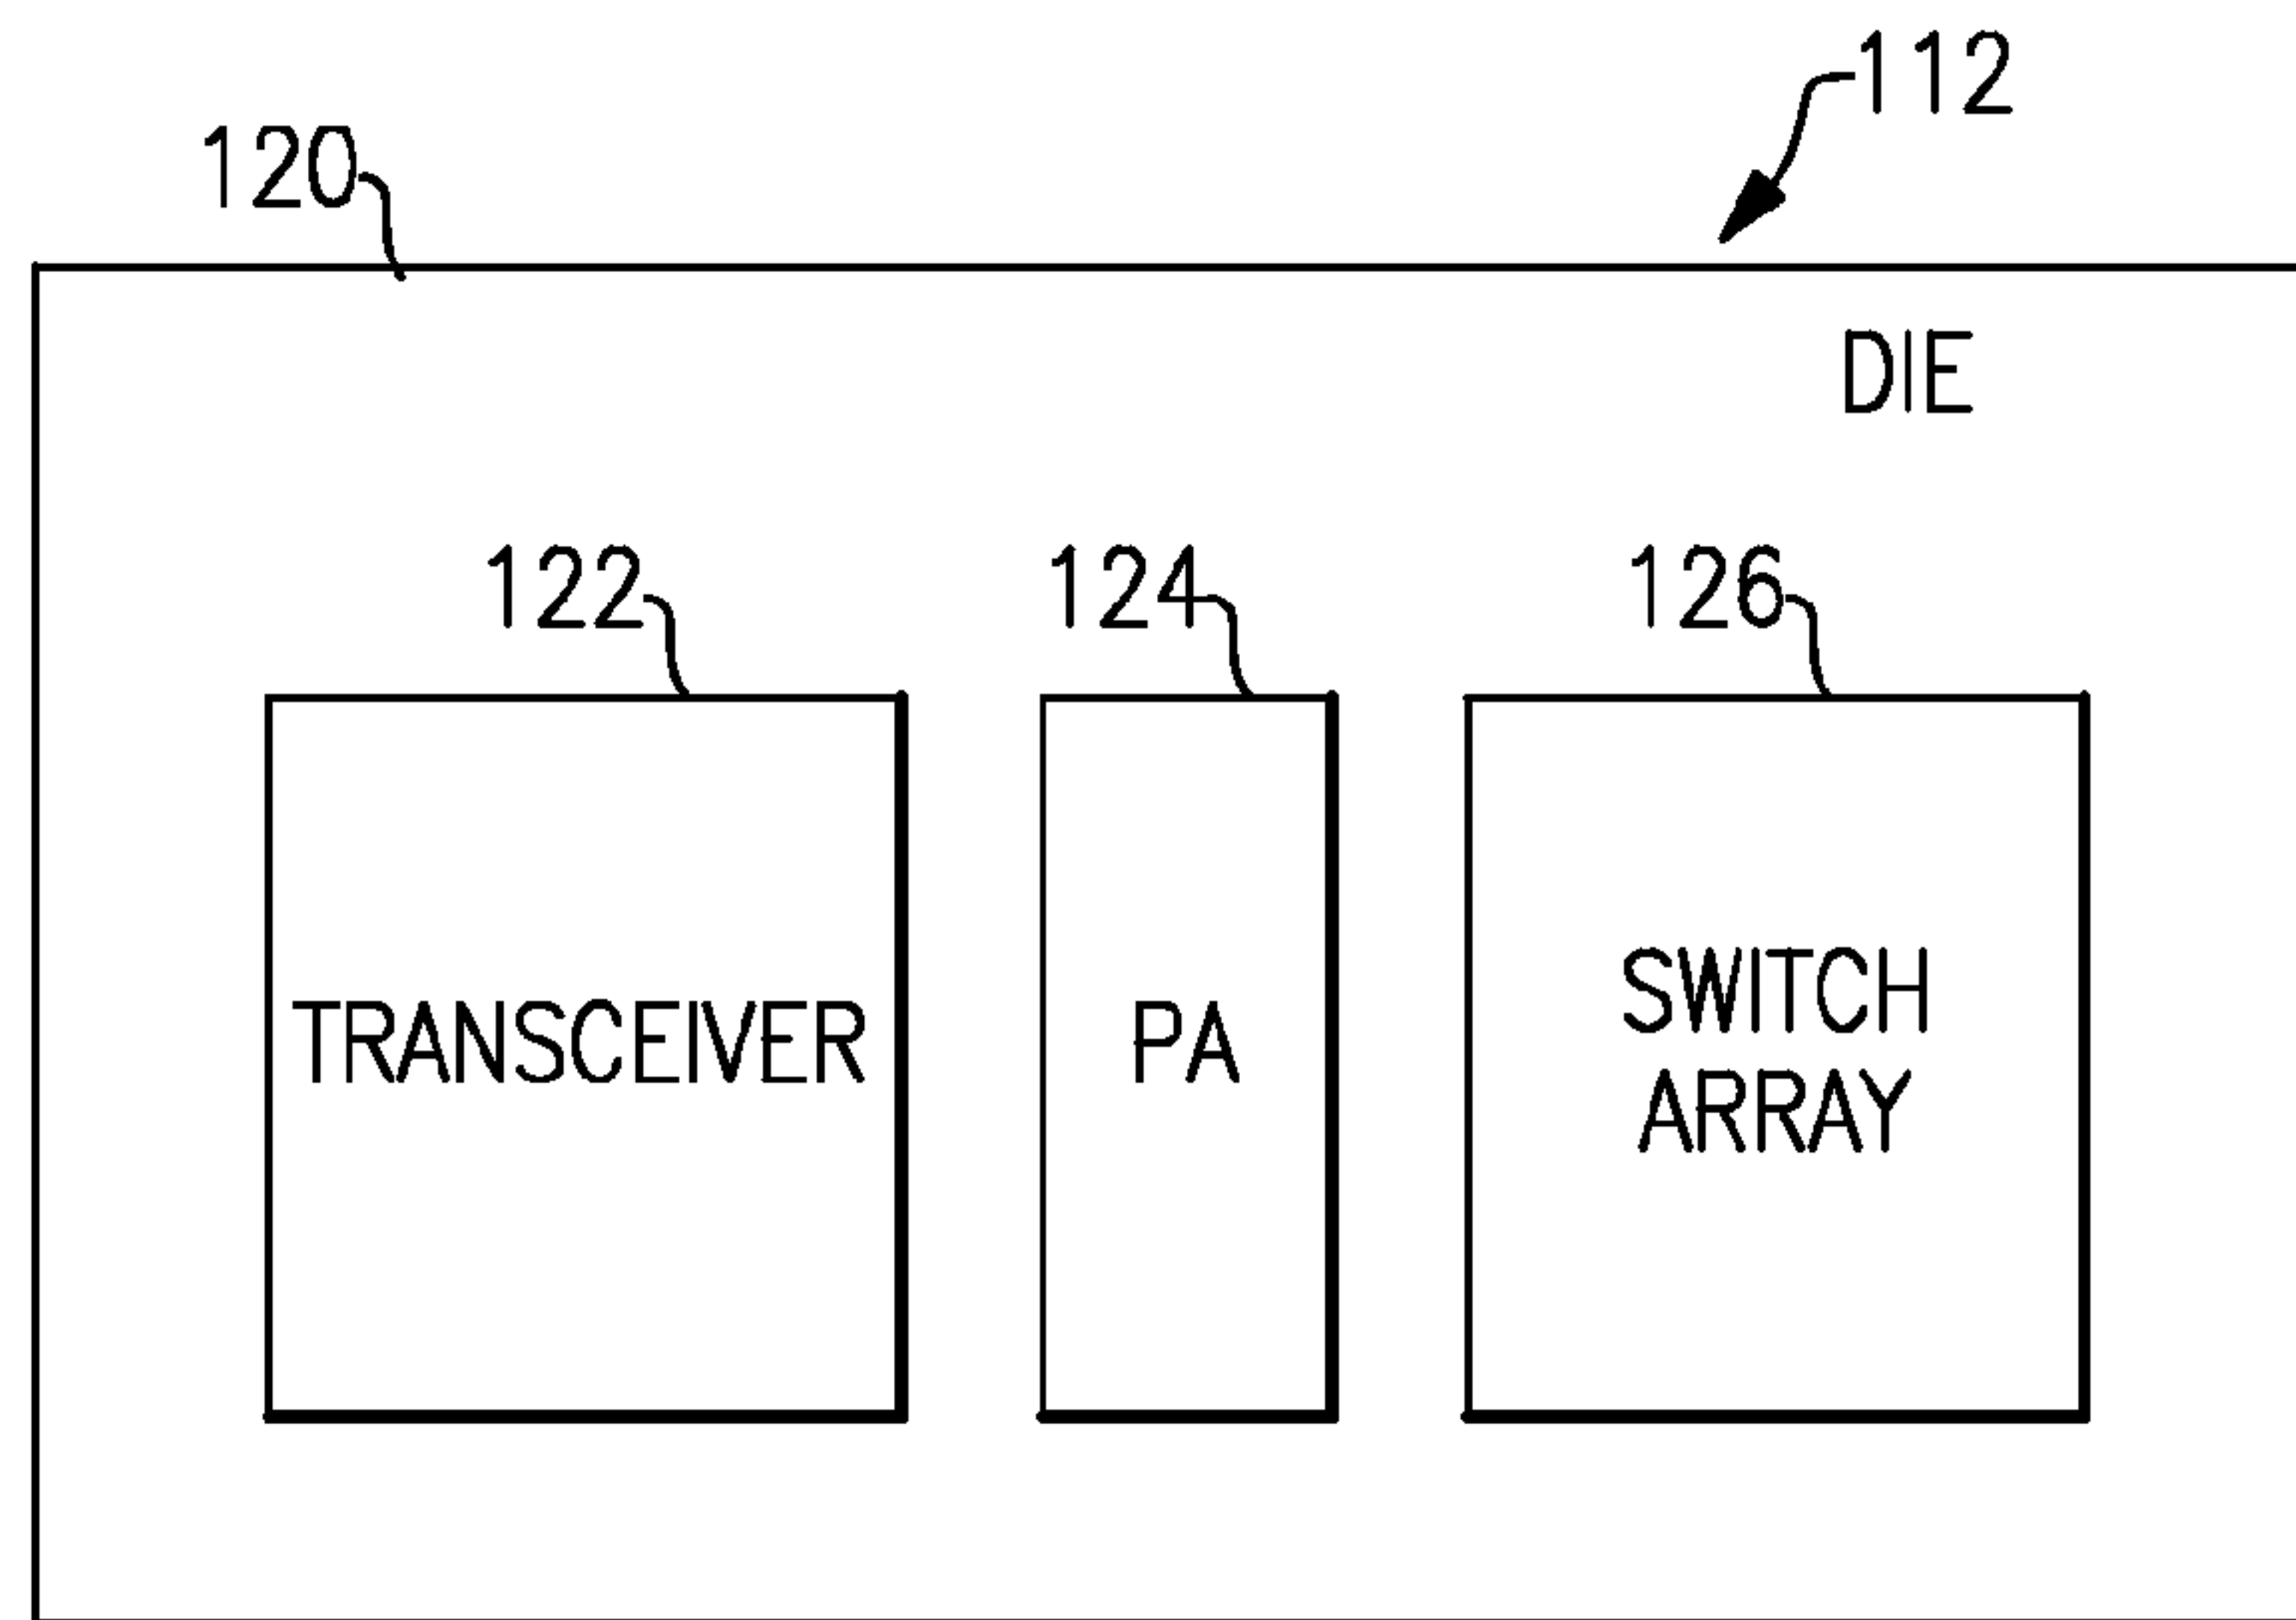 112
120
DIE
122
124
126
TRANSCEIVER
PA
SWITCH
ARRAY